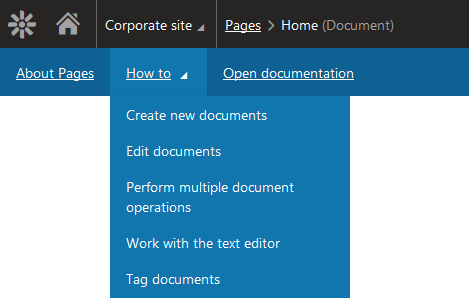 Corporate site Pages Home (Document)
About Pages How to Open documentation
Create new documents
Edit documents
Perform multiple document
operations
Work with the text editor
Tag documents